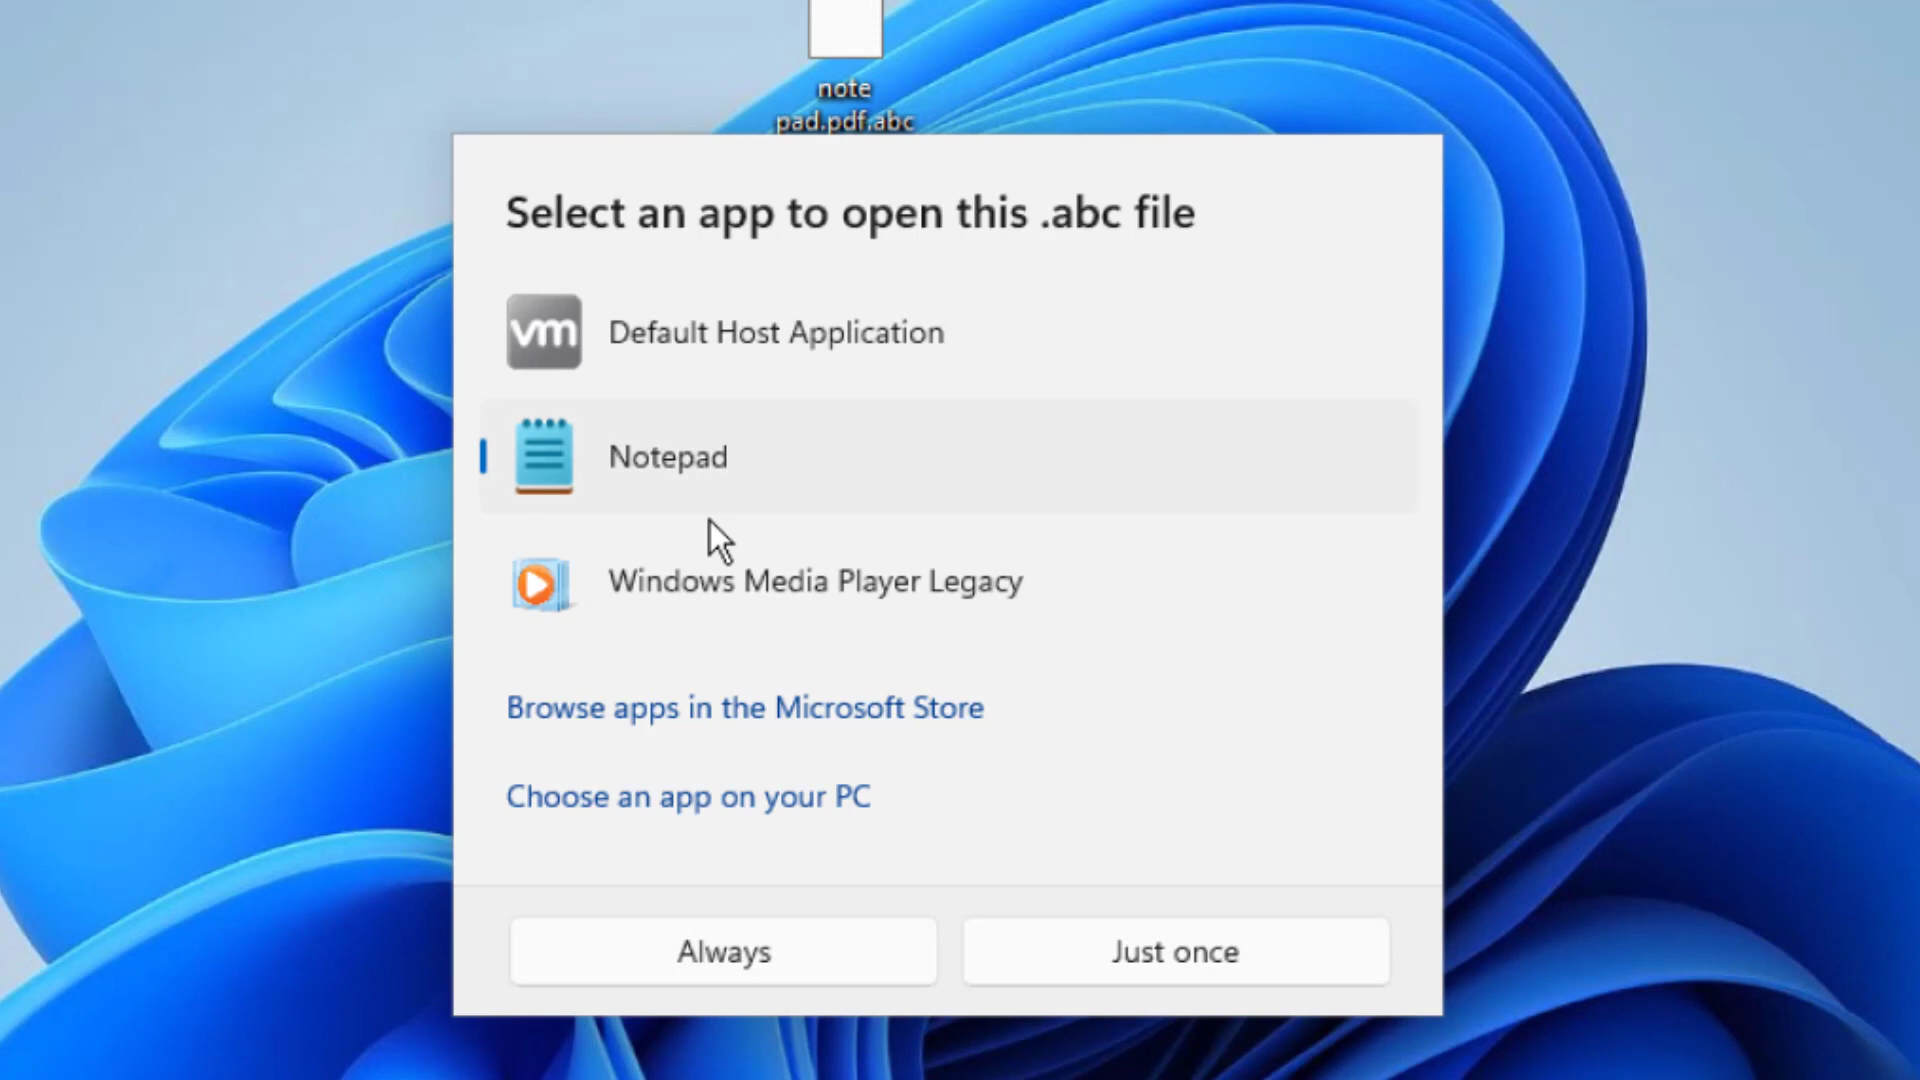 note
pad.pdf.abc
Select an app to open this .abc file
vm
Default Host Application
Notepad
Windows Media Player Legacy
Browse apps in the Microsoft Store
Choose an app on your PC
Always
Just once